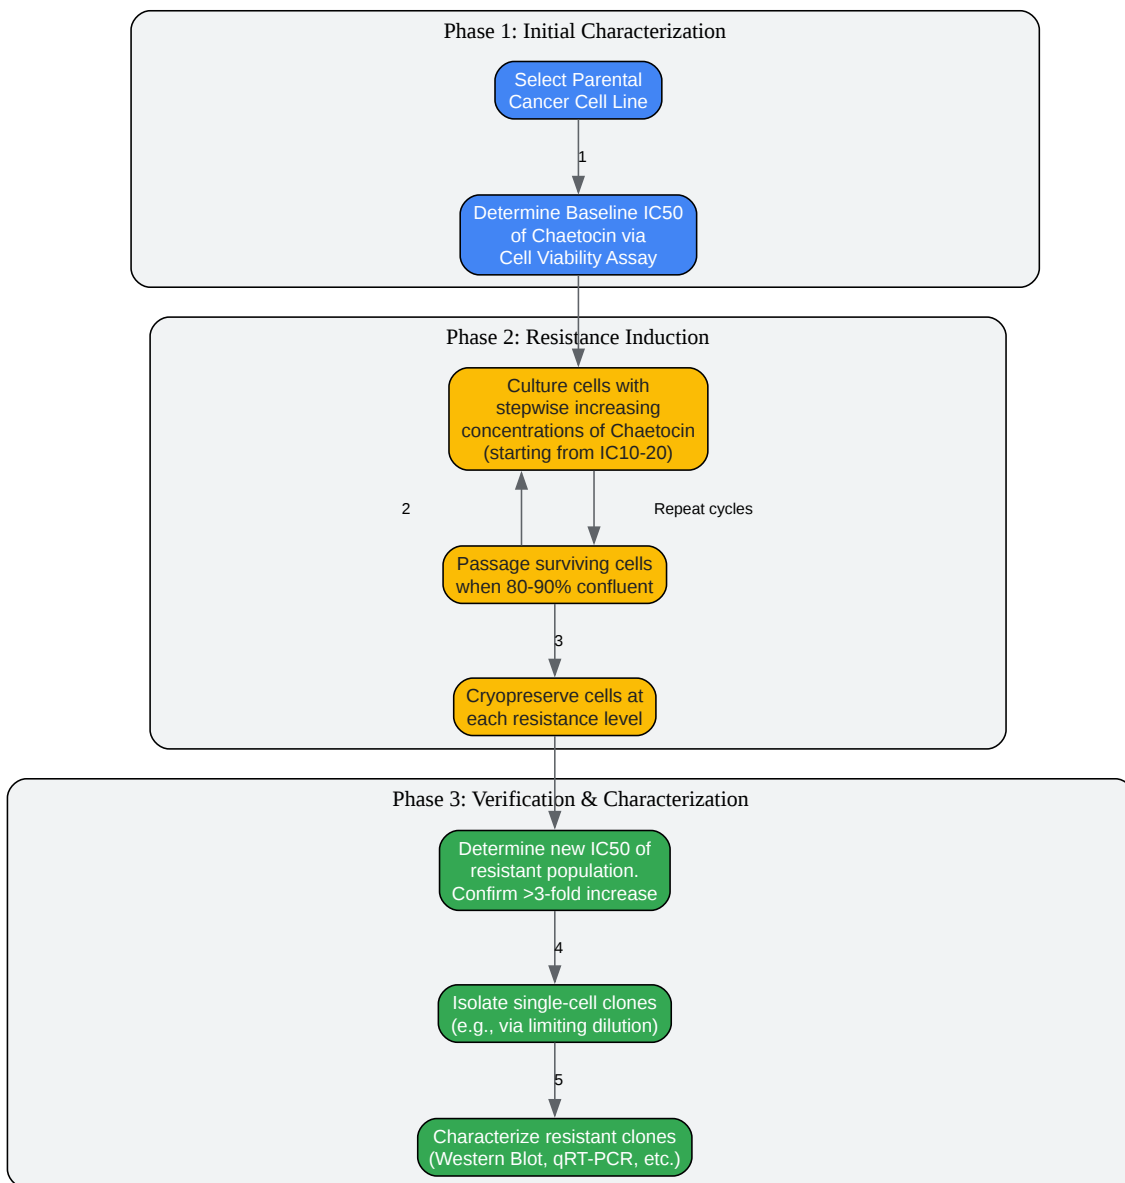 Phase 1: Initial Characterization
Select Parental
Cancer Cell Line
1
Determine Baseline IC50
of Chaetocin via
Cell Viability Assay
Phase 2: Resistance Induction
Culture cells with
stepwise increasing
concentrations of Chaetocin
(starting from IC10-20)
2
Repeat cycles
Passage surviving cells
when 80-90% confluent
3
Cryopreserve cells at
each resistance level
Phase 3: Verification & Characterization
Determine new IC50 of
resistant population.
Confirm >3-fold increase
4
Isolate single-cell clones
(e.g., via limiting dilution)
5
Characterize resistant clones
(Western Blot, qRT-PCR, etc.)